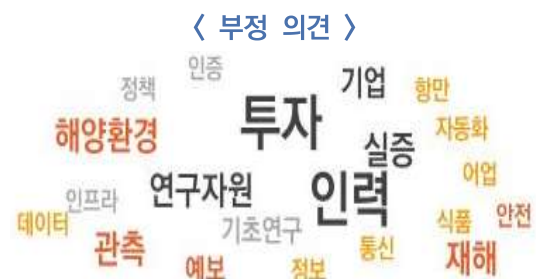 < 부정 의견 >
인증
정책
기업
항만
투자
해양환경
자동화
실증
어업
연구자원
인력
인프라
데이터
기초연구
식품
안전
관측
통신
재해
예보
정보